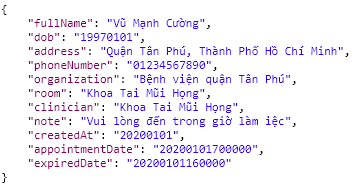 {
"fullName": "Vũ Mạnh Cường",
"dob": "19970101",
"address": "Quận Tân Phú, Thành Phố Hồ Chí Minh",
"phoneNumber": "01234567890",
"organization": "Bệnh viện quận Tân Phú",
"room": "Khoa Tai Mũi Họng",
"clinician": "Khoa Tai Mũi Họng",
"note": "Vui lòng đến trong giờ làm iệc",
"createdAt": "20200101",
"appointmentDate": "20200101700000",
"expiredDate": "20200101160000"
}